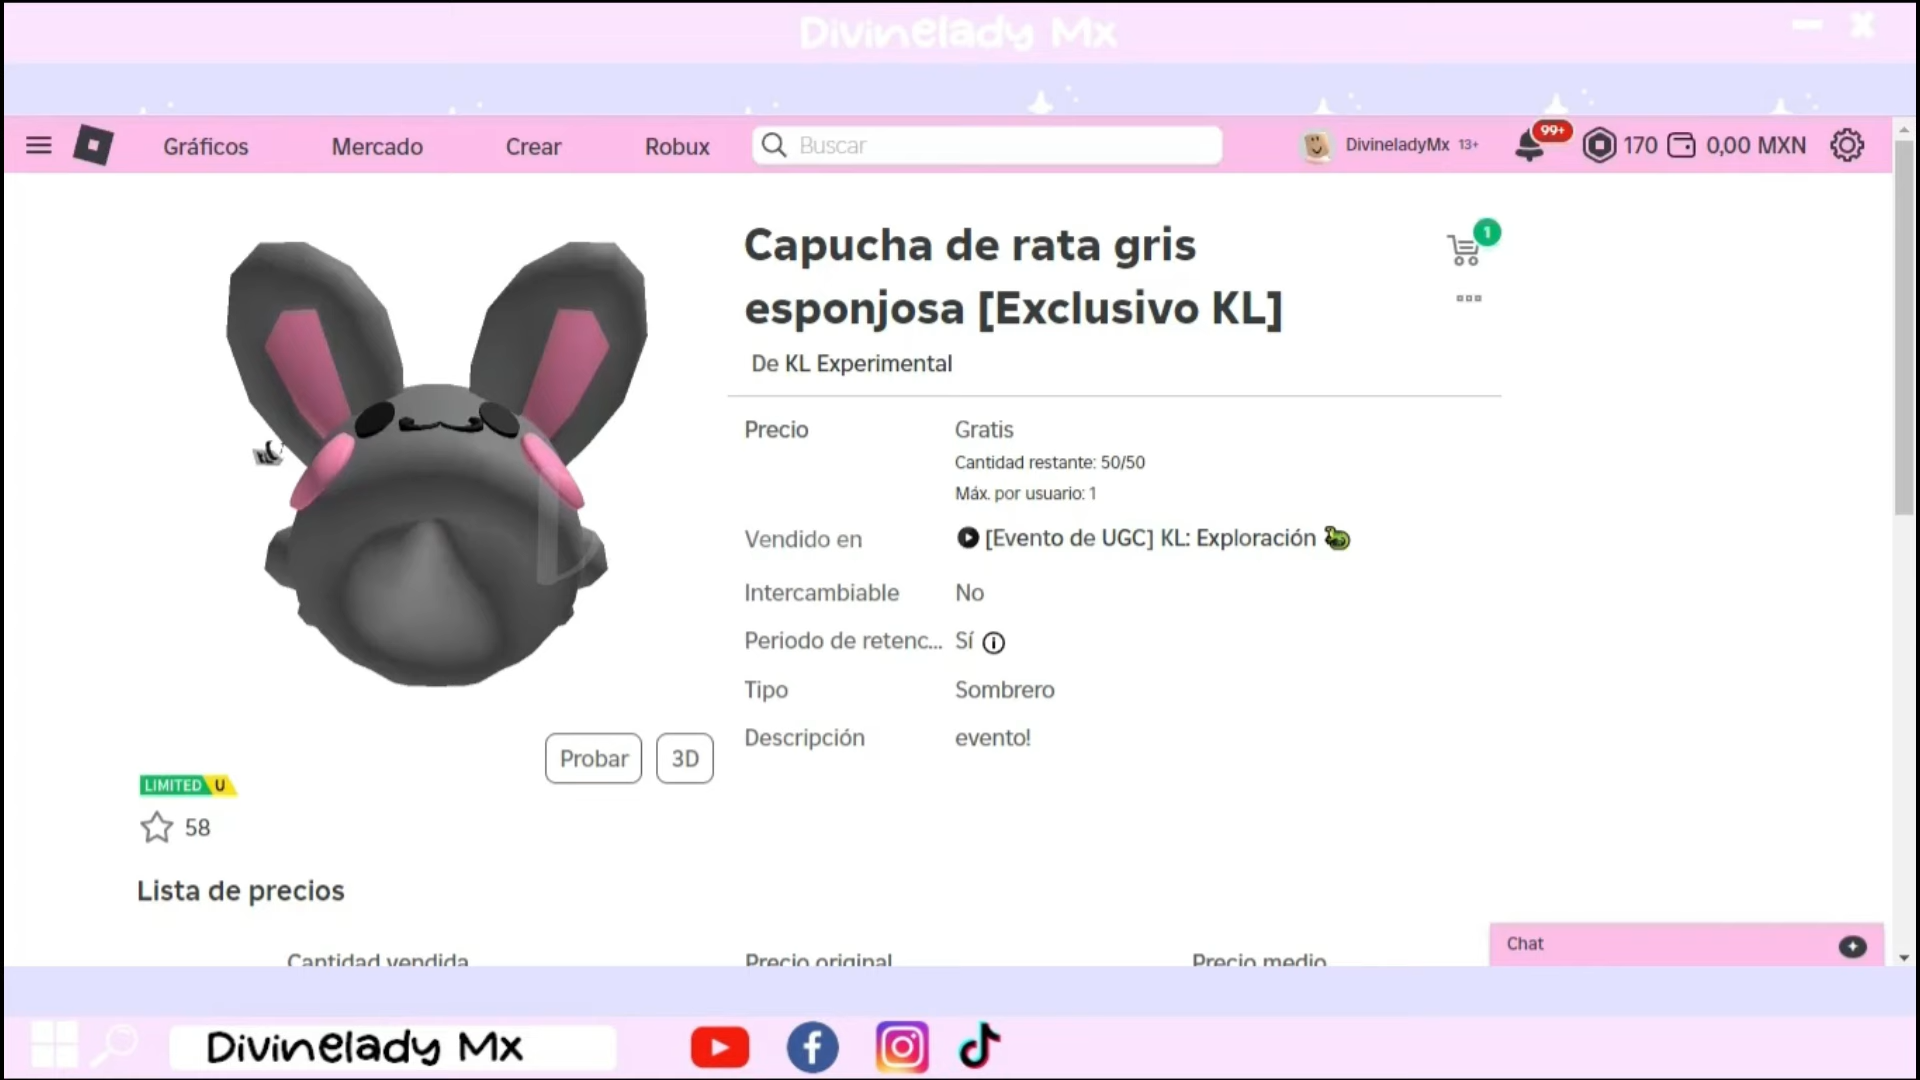 Divinelady Mx
Gráficos
Mercado
Crear
Robux
Buscar
DivineladyMx 13+
99+
170
0,00 MXN
Capucha de rata gris
esponjosa [Exclusivo KL]
1
De KL Experimental
Precio
Gratis
Cantidad restante: 50/50
Máx. por usuario: 1
Vendido en
[Evento de UGC] KL: Exploración
Intercambiable
No
Periodo de retenc...
Sí
Tipo
Sombrero
Descripción
evento!
Probar
3D
LIMITED U
58
Lista de precios
Cantidad vendida
Precio original
Precio medio
Chat
Divinelady Mx